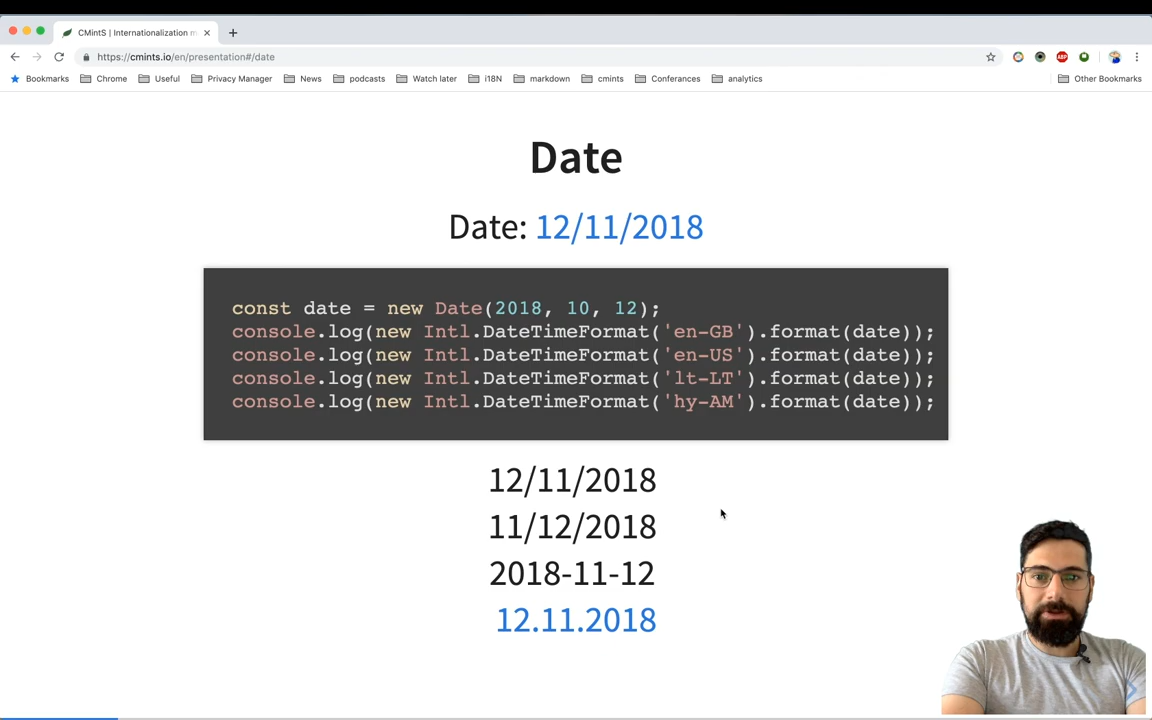 CMintS | Internationalization m
https://cmints.io/en/presentation#/date
Bookmarks Chrome Useful Privacy Manager News podcasts Watch later i18N markdown cmints Conferances analytics Other Bookmarks
Date
Date: 12/11/2018
const date = new Date(2018, 10, 12);
console.log(new Intl.DateTimeFormat('en-GB').format(date));
console.log(new Intl.DateTimeFormat('en-US').format(date));
console.log(new Intl.DateTimeFormat('lt-LT').format(date));
console.log(new Intl.DateTimeFormat('hy-AM').format(date));
12/11/2018
11/12/2018
2018-11-12
12.11.2018